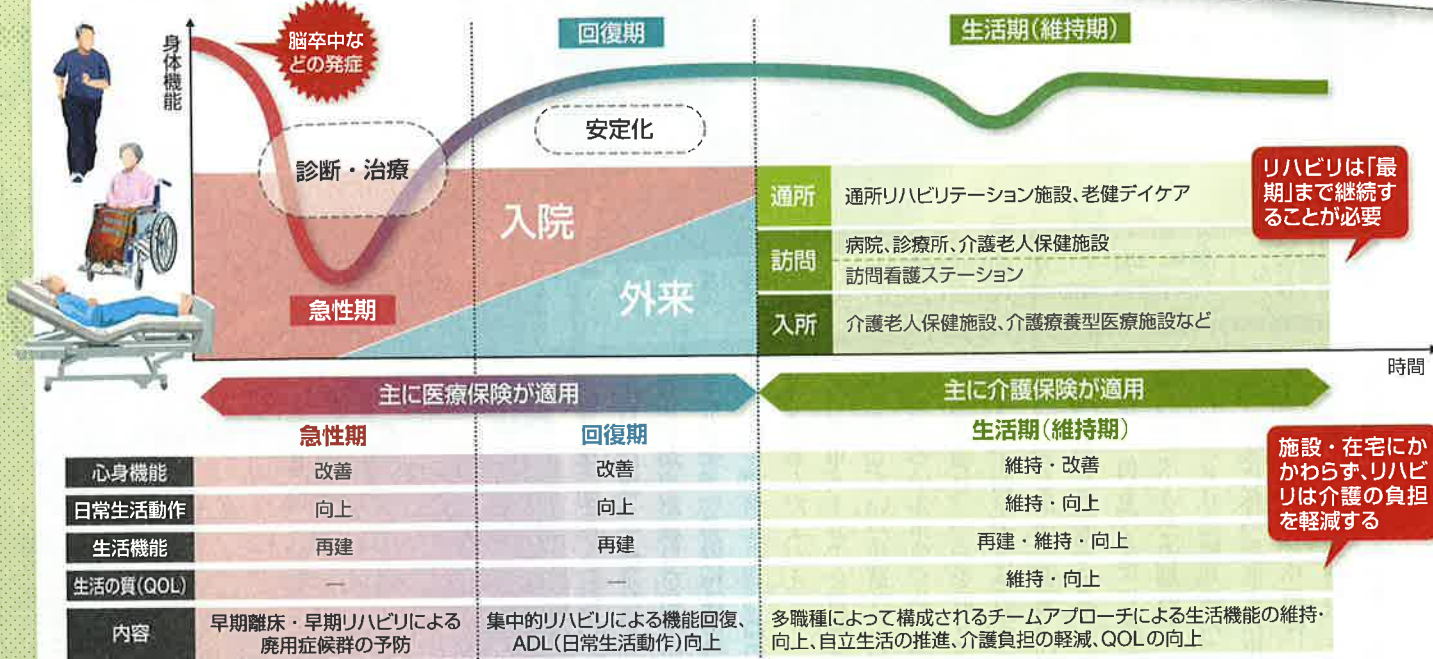 身体機能
脳卒中な
どの発症
回復期
生活期(維持期)
診断・治療
安定化
入院
外来
急性期
通所
通所リハビリテーション施設、老健デイケア
訪問
病院、診療所、介護老人保健施設
訪問看護ステーション
入所
介護老人保健施設、介護療養型医療施設など
リハビリは「最
期」まで継続す
ることが必要
時間
主に医療保険が適用
主に介護保険が適用
急性期
回復期
生活期(維持期)
心身機能
改善
改善
維持・改善
日常生活動作
向上
向上
維持・向上
生活機能
再建
再建
再建・維持・向上
生活の質(QOL)
―
―
維持・向上
内容
早期離床・早期リハビリによる
廃用症候群の予防
集中的リハビリによる機能回復、
ADL(日常生活動作)向上
多職種によって構成されるチームアプローチによる生活機能の維持・
向上、自立生活の推進、介護負担の軽減、QOLの向上
施設・在宅にか
かわらず、リハビ
リは介護の負担
を軽減する